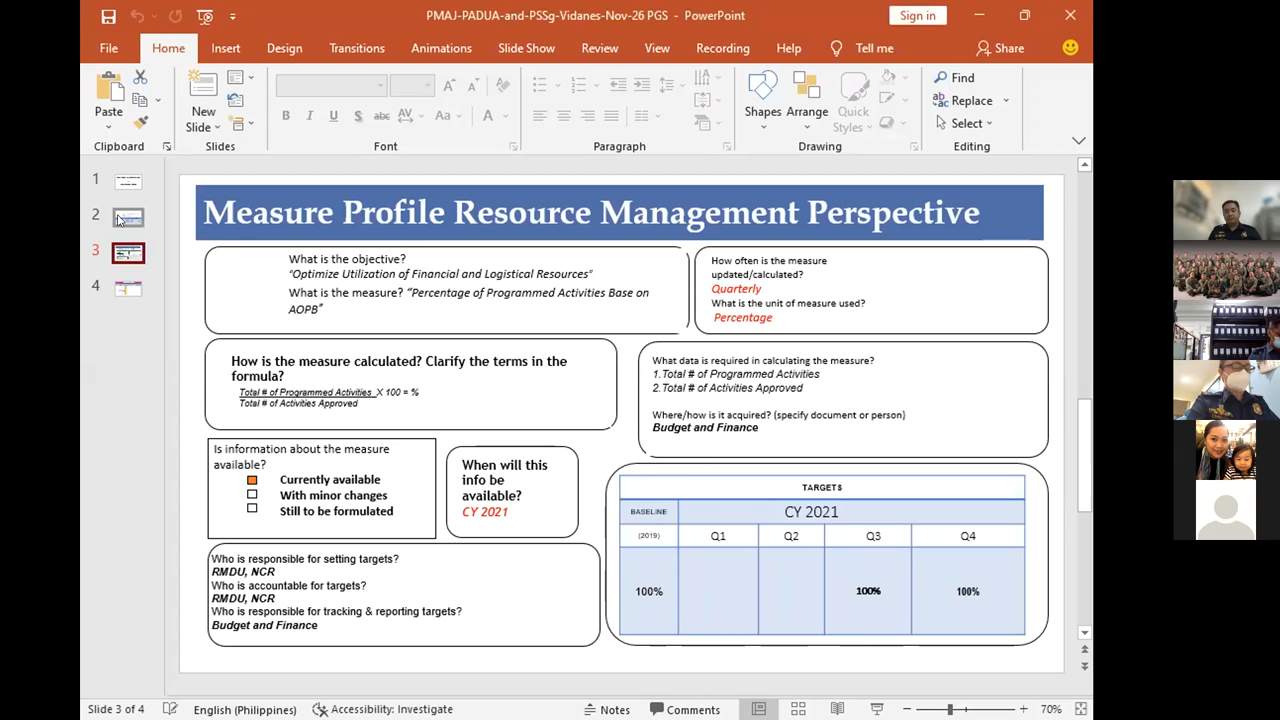 PMAJ-PADUA-and-PSSg-Vidanes-Nov-26 PGS - PowerPoint
Sign in
File Home Insert Design Transitions Animations Slide Show Review View Recording Help Tell me Share
Paste
Clipboard
New
Slide
Slides
B I U S abc AV Aa A
Font
Paragraph
Shapes Arrange Quick
Styles
Drawing
Find
Replace
Select
Editing
1
2
3
4
Measure Profile Resource Management Perspective
What is the objective?
"Optimize Utilization of Financial and Logistical Resources"
What is the measure? "Percentage of Programmed Activities Base on
AOPB"
How often is the measure
updated/calculated?
Quarterly
What is the unit of measure used?
Percentage
How is the measure calculated? Clarify the terms in the
formula?
Total # of Programmed Activities X 100 = %
Total # of Activities Approved
What data is required in calculating the measure?
1.Total # of Programmed Activities
2.Total # of Activities Approved
Where/how is it acquired? (specify document or person)
Budget and Finance
Is information about the measure
available?
Currently available
With minor changes
Still to be formulated
When will this
info be
available?
CY 2021
TARGETS
BASELINE CY 2021
(2019) Q1 Q2 Q3 Q4
100% 100% 100%
Who is responsible for setting targets?
RMDU, NCR
Who is accountable for targets?
RMDU, NCR
Who is responsible for tracking & reporting targets?
Budget and Finance
Slide 3 of 4 English (Philippines) Accessibility: Investigate Notes Comments 70%